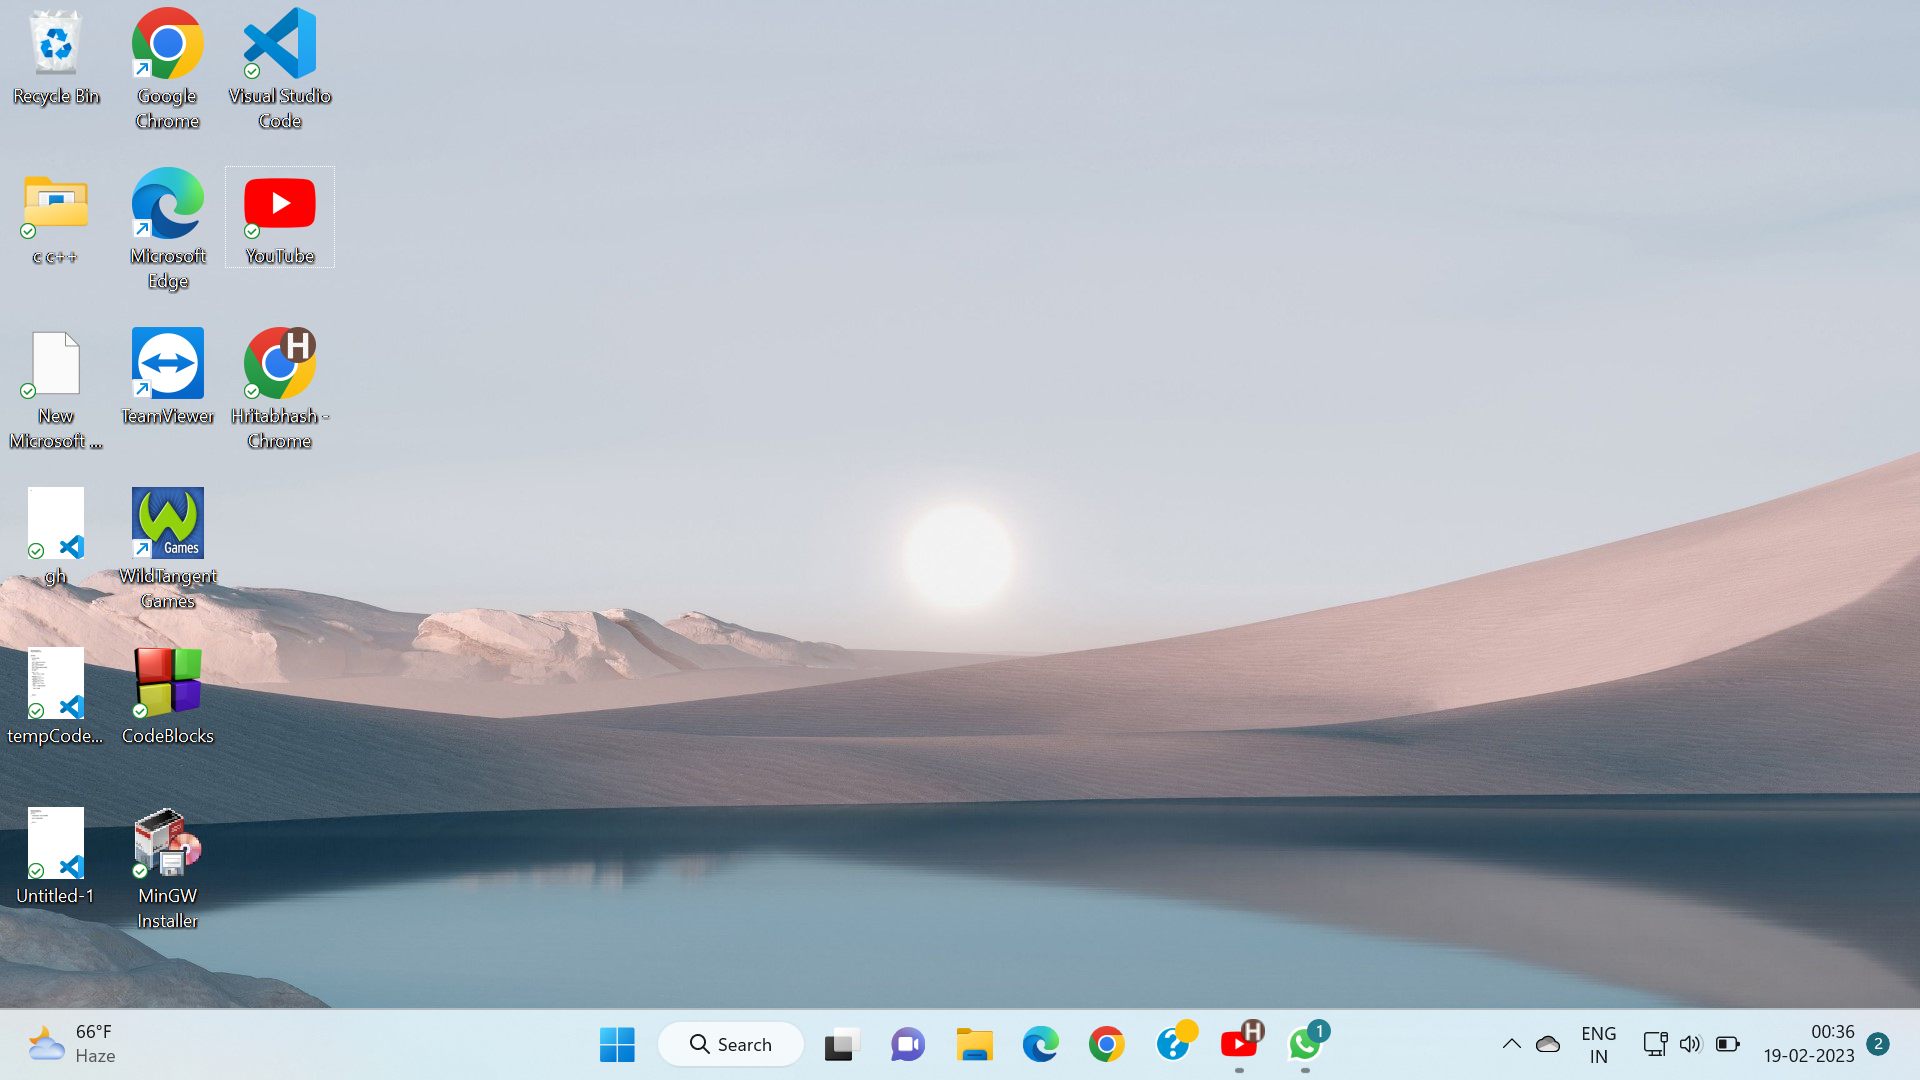 Recycle Bin
Google
Chrome
Visual Studio
Code
c c++
Microsoft
Edge
YouTube
New
Microsoft ...
TeamViewer
H
Hritabhash -
Chrome
gh
Games
WildTangent
Games
tempCode...
CodeBlocks
Untitled-1
MinGW
Installer
66°F
Haze
Search
H
1
ENG
IN
00:36
19-02-2023
2